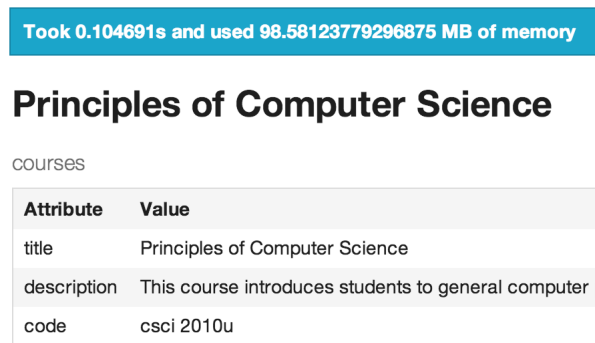 Took 0.104691s and used 98.58123779296875 MB of memory
Principles of Computer Science
courses
Attribute Value
title Principles of Computer Science
description This course introduces students to general computer
code csci 2010u